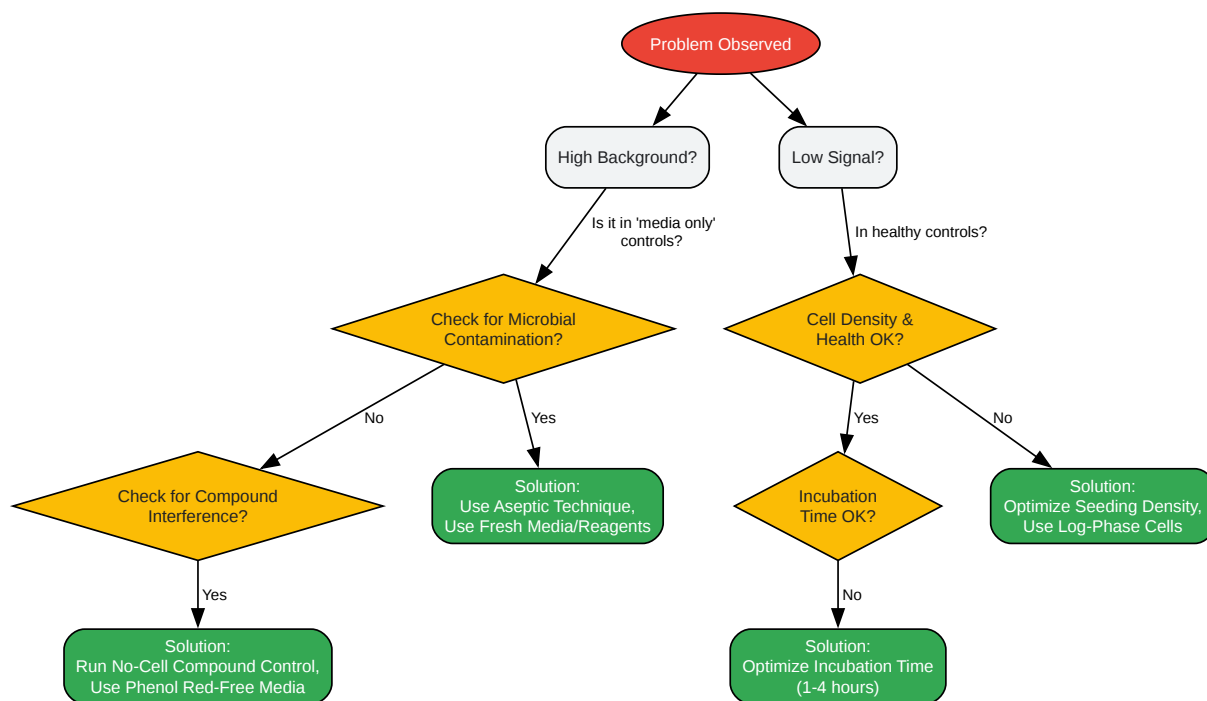 Problem Observed
High Background?
Low Signal?
Is it in 'media only'
controls?
In healthy controls?
Check for Microbial
Contamination?
Cell Density &
Health OK?
No
Yes
Yes
No
Check for Compound
Interference?
Solution:
Use Aseptic Technique,
Use Fresh Media/Reagents
Incubation
Time OK?
Solution:
Optimize Seeding Density,
Use Log-Phase Cells
Yes
No
Solution:
Run No-Cell Compound Control,
Use Phenol Red-Free Media
Solution:
Optimize Incubation Time
(1-4 hours)